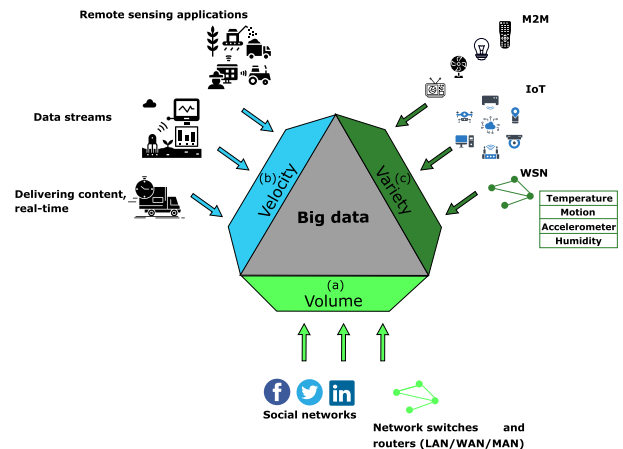 Remote sensing applications
M2M
IoT
Data streams
Delivering content,
real-time
WSN
Temperature
Motion
Accelerometer
Humidity
(b)
Velocity
(c)
Variety
Big data
(a)
Volume
f
in
Social networks
Network switches and
routers (LAN/WAN/MAN)